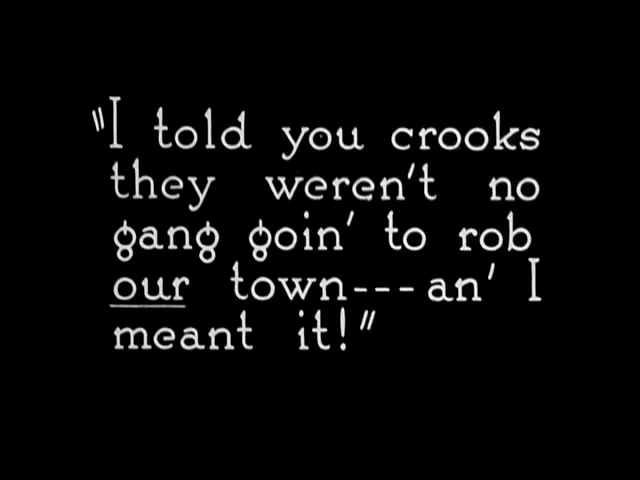 "I told you crooks
they weren't no
gang goin' to rob
our town---an' I
meant it!"